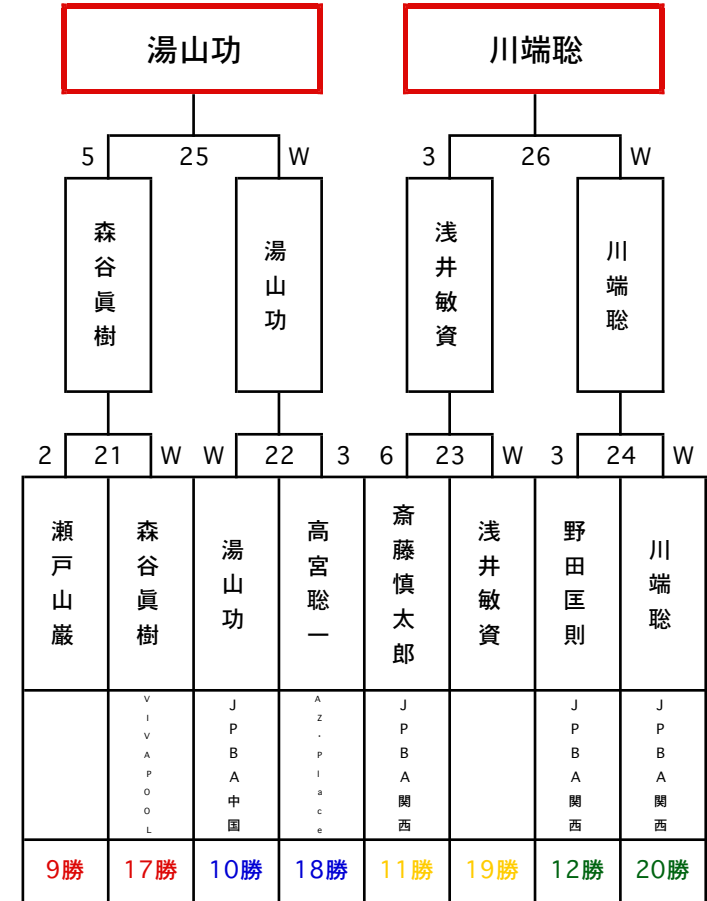 湯山功 川端聡
5 25 W 3 26 W
森谷眞樹 湯山功 浅井敏資 川端聡
2 21 W W 22 3 6 23 W 3 24 W
瀬戸山巌 森谷眞樹 湯山功 高宮聡一 斎藤慎太郎 浅井敏資 野田匡則 川端聡
VIVAPOOL JPBA中国 AZ・Place JPBA関西 JPBA関西 JPBA関西
9勝 17勝 10勝 18勝 11勝 19勝 12勝 20勝